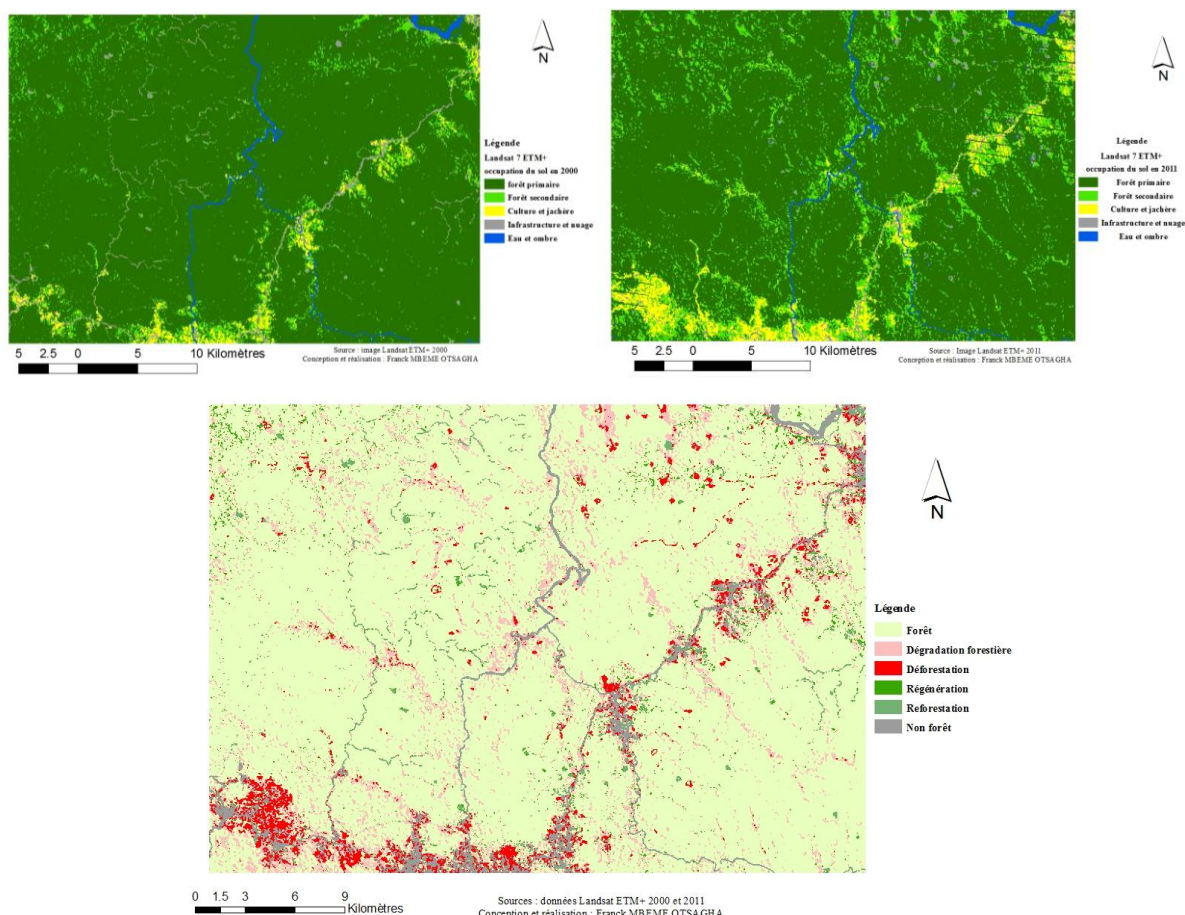 N
Légende
Landsat 7 ETM+
occupation du sol en 2000
forêt primaire
Forêt secondaire
Culture et jachère
Infrastructure et nuage
Eau et ombre
5 2.5 0 5 10 Kilomètres
Source : image Landsat ETM+ 2000
Conception et réalisation : Franck MBEME OTSAGHA
N
Légende
Landsat 7 ETM+
occupation du sol en 2011
Forêt primaire
Forêt secondaire
Culture et jachère
Infrastructure et nuage
Eau et ombre
5 2.5 0 5 10 Kilomètres
Source : Image Landsat ETM+ 2011
Conception et réalisation : Franck MBEME OTSAGHA
N
Légende
Forêt
Dégradation forestière
Déforestation
Régénération
Reforestation
Non forêt
0 1.5 3 6 9 Kilomètres
Sources : données Landsat ETM+ 2000 et 2011
Conception et réalisation : Franck MBEME OTSAGHA